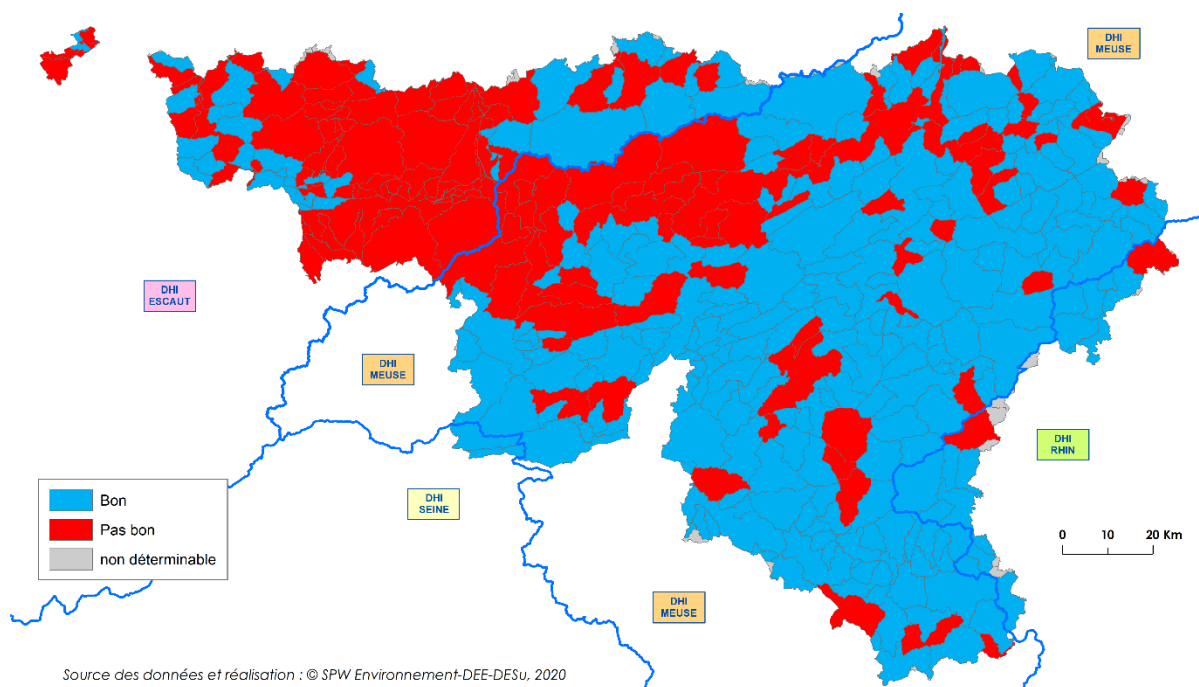 DHI
MEUSE
DHI
ESCAUT
DHI
MEUSE
DHI
RHIN
DHI
SEINE
Bon
Pas bon
non déterminable
0 10 20 Km
DHI
MEUSE
Source des données et réalisation : © SPW Environnement-DEE-DESu, 2020